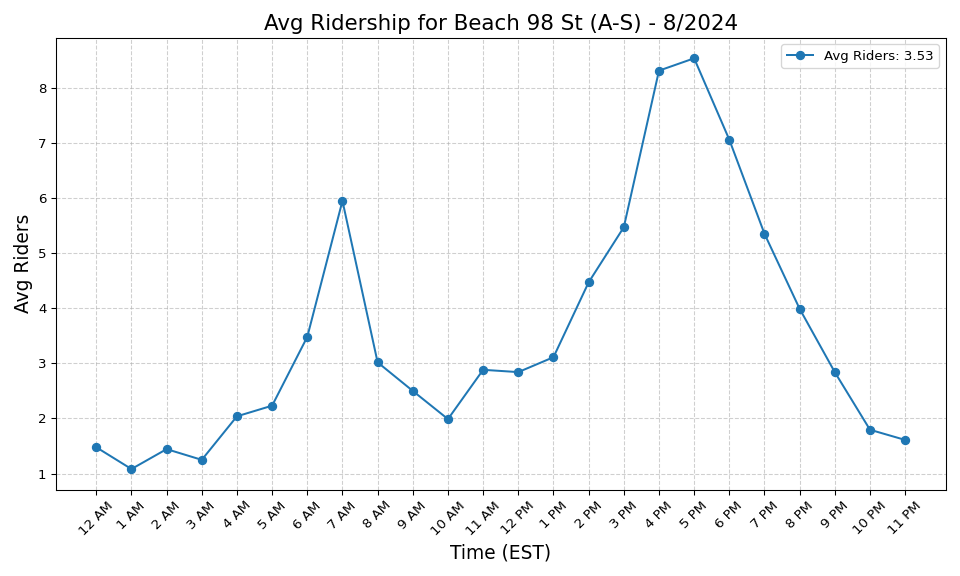 Avg Ridership for Beach 98 St (A-S) - 8/2024
Avg Riders: 3.53
Avg Riders
8
7
6
5
4
3
2
1
12 AM
1 AM
2 AM
3 AM
4 AM
5 AM
6 AM
7 AM
8 AM
9 AM
10 AM
11 AM
12 PM
1 PM
2 PM
3 PM
4 PM
5 PM
6 PM
7 PM
8 PM
9 PM
10 PM
11 PM
Time (EST)